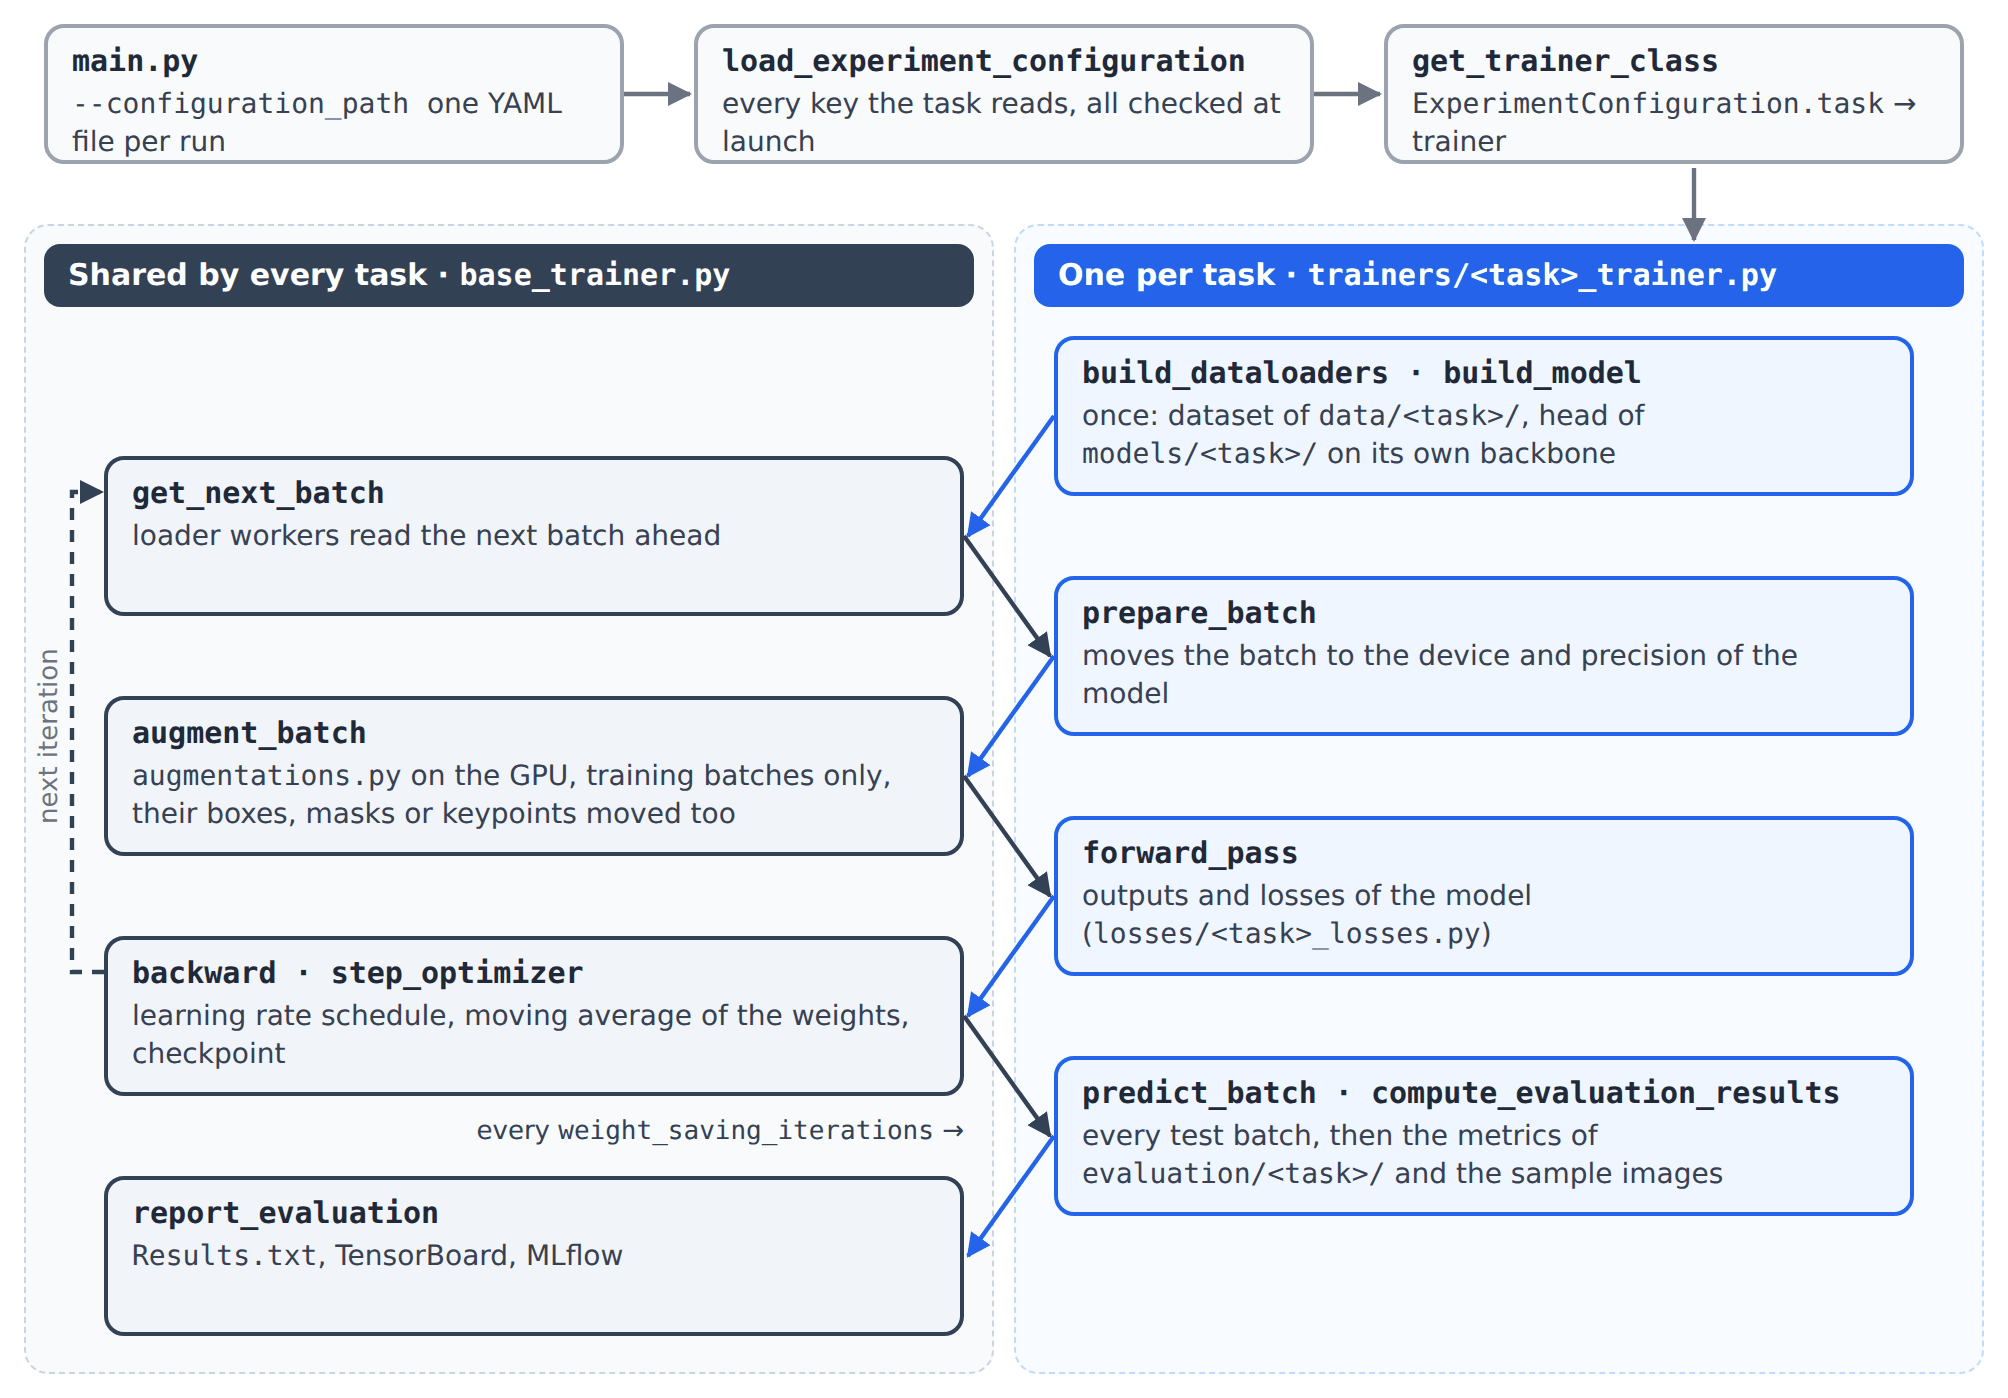 main.py
--configuration_path one YAML
file per run
load_experiment_configuration
every key the task reads, all checked at
launch
get_trainer_class
ExperimentConfiguration.task →
trainer
Shared by every task · base_trainer.py
One per task · trainers/<task>_trainer.py
build_dataloaders · build_model
once: dataset of data/<task>/, head of
models/<task>/ on its own backbone
get_next_batch
loader workers read the next batch ahead
prepare_batch
moves the batch to the device and precision of the
model
next iteration
augment_batch
augmentations.py on the GPU, training batches only,
their boxes, masks or keypoints moved too
forward_pass
outputs and losses of the model
(losses/<task>_losses.py)
backward · step_optimizer
learning rate schedule, moving average of the weights,
checkpoint
every weight_saving_iterations →
predict_batch · compute_evaluation_results
every test batch, then the metrics of
evaluation/<task>/ and the sample images
report_evaluation
Results.txt, TensorBoard, MLflow